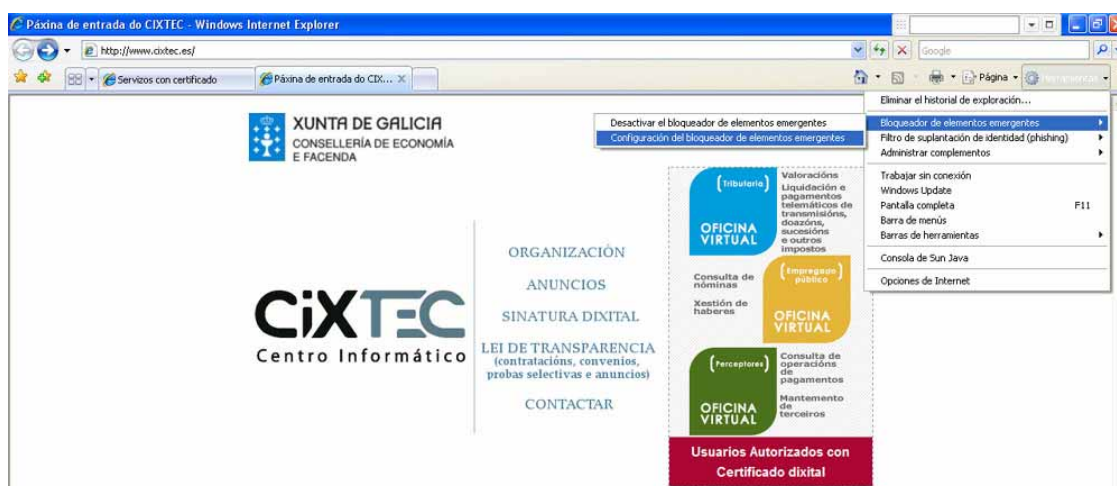 Páxina de entrada do CIXTEC - Windows Internet Explorer
http://www.cixtec.es/
Google
Servizos con certificado
Páxina de entrada do CIX...
Página
Eliminar el historial de exploración...
Bloqueador de elementos emergentes
Filtro de suplantación de identidad (phishing)
Administrar complementos
Trabajar sin conexión
Windows Update
Pantalla completa F11
Barra de menús
Barras de herramientas
Consola de Sun Java
Opciones de Internet
Desactivar el bloqueador de elementos emergentes
Configuración del bloqueador de elementos emergentes
XUNTA DE GALICIA
CONSELLERÍA DE ECONOMÍA
E FACENDA
CiXTEC
Centro Informático
ORGANIZACIÓN
ANUNCIOS
SINATURA DIXITAL
LEI DE TRANSPARENCIA
(contratacións, convenios,
probas selectivas e anuncios)
CONTACTAR
(Tributaria)
OFICINA
VIRTUAL
Valoracións
Liquidación e
pagamentos
telemáticos de
transmisións,
doazóns,
sucesións
e outros
impostos
Consulta de
nóminas
Xestión de
haberes
(Empregado
público)
OFICINA
VIRTUAL
(Perceptores)
OFICINA
VIRTUAL
Consulta de
operacións
de
pagamentos
Mantemento
de
terceiros
Usuarios Autorizados con
Certificado dixital